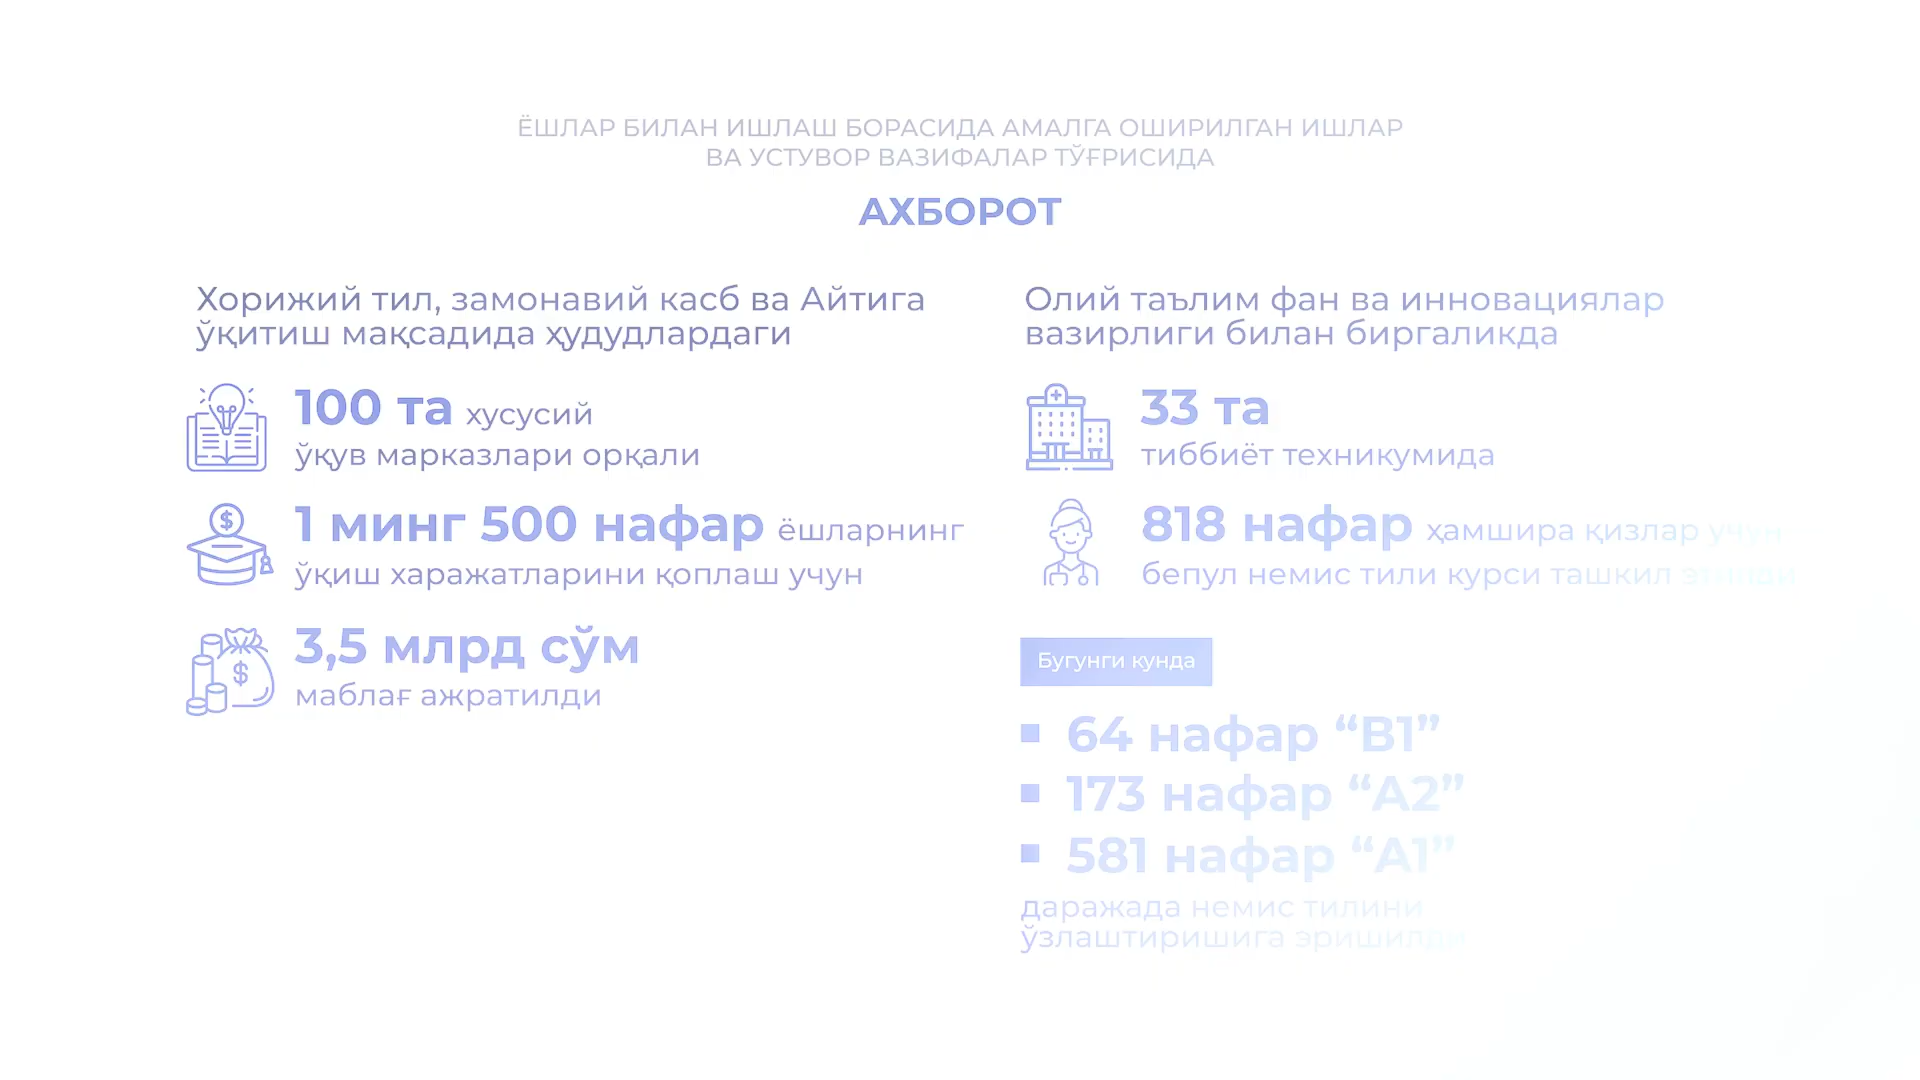 ЁШЛАР БИЛАН ИШЛАШ БОРАСИДА АМАЛГА ОШИРИЛГАН ИШЛАР
ВА УСТУВОР ВАЗИФАЛАР ТЎҒРИСИДА
АХБОРОТ
Хорижий тил, замонавий касб ва Айтига
ўқитиш мақсадида ҳудудлардаги
100 та хусусий
ўқув марказлари орқали
1 минг 500 нафар ёшларнинг
ўқиш харажатларини қоплаш учун
3,5 млрд сўм
маблағ ажратилди
Олий таълим фан ва инновациялар
вазирлиги билан биргаликда
33 та
тиббиёт техникумида
818 нафар ҳамшира қизлар учун
бепул немис тили курси ташкил этилди
Бугунги кунда
▪ 64 нафар “B1”
▪ 173 нафар “A2”
▪ 581 нафар “A1”
даражада немис тилини
ўзлаштиришига эришилди